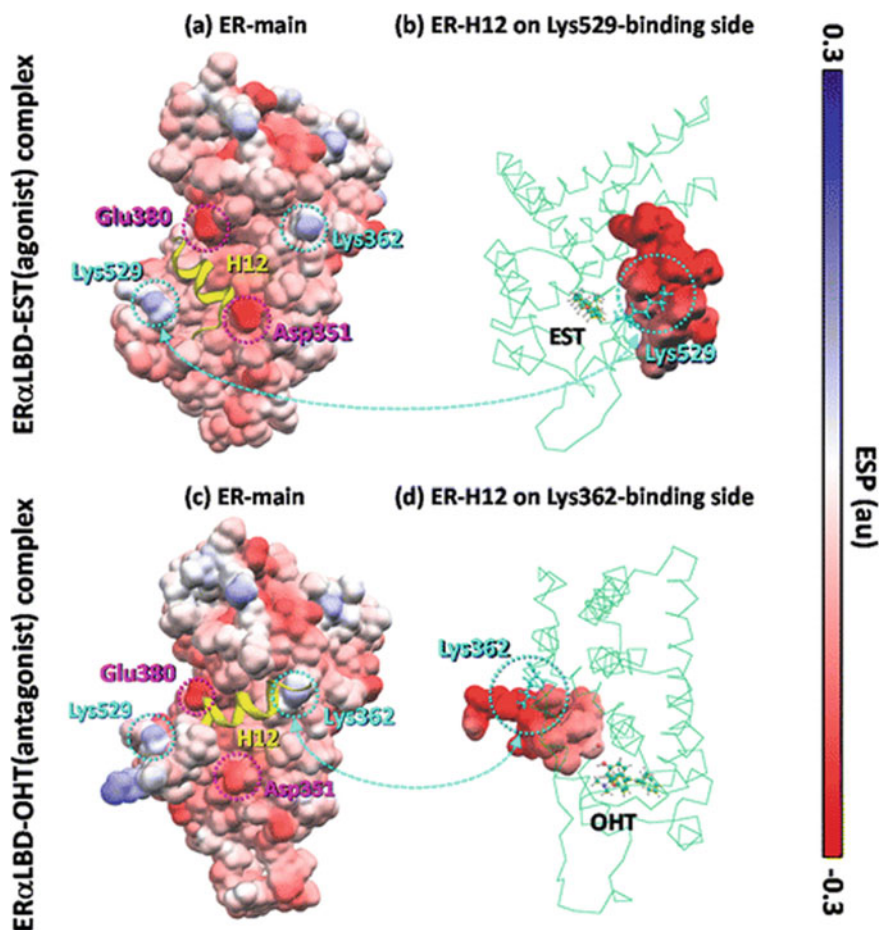 (a) ER-main
(b) ER-H12 on Lys529-binding side
ERαLBD-EST(agonist) complex
Glu380
Lys362
Lys529
H12
Asp351
EST
Lys529
(c) ER-main
(d) ER-H12 on Lys362-binding side
ERαLBD-OHT(antagonist) complex
Glu380
Lys529
Lys362
H12
Asp351
Lys362
OHT
0.3
ESP (au)
-0.3